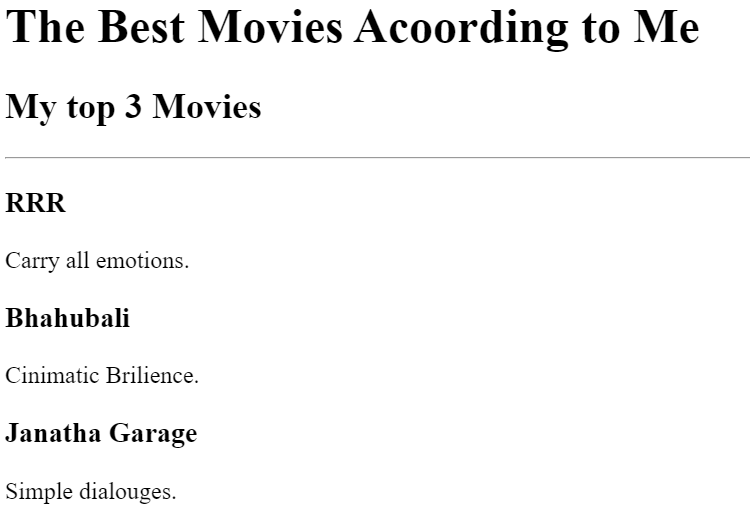 The Best Movies Acoording to Me
My top 3 Movies
RRR
Carry all emotions.
Bhahubali
Cinimatic Brilience.
Janatha Garage
Simple dialouges.